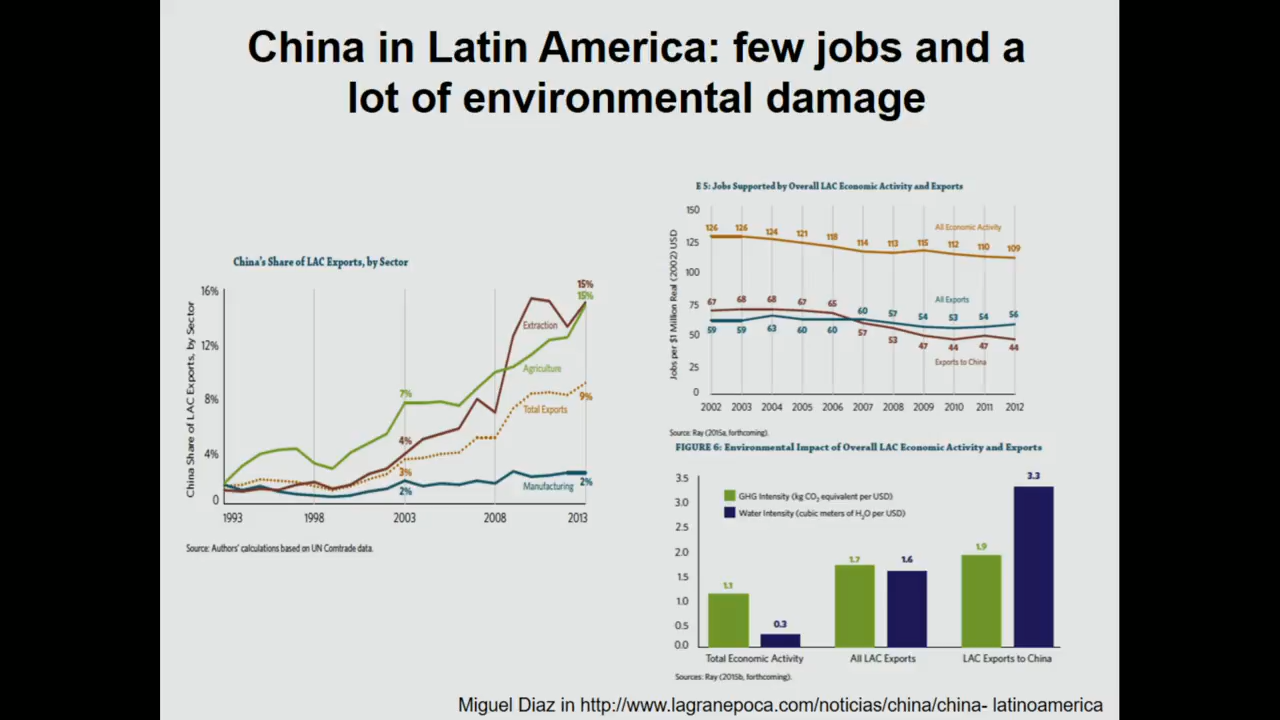 China in Latin America: few jobs and a
lot of environmental damage
China's Share of LAC Exports, by Sector
China Share of LAC Exports, by Sector
16%
12%
8%
4%
0
15%
15%
Extraction
Agriculture
7%
Total Exports
9%
4%
3%
2%
Manufacturing
2%
1993
1998
2003
2008
2013
Source: Authors' calculations based on UN Comtrade data.
E 5: Jobs Supported by Overall LAC Economic Activity and Exports
Jobs per $1 Million Real (2002) USD
150
125
100
75
50
25
0
126 126 124 121 118 114 113 115 112 110 109
All Economic Activity
67 68 68 67 65 60 57 54 53 54 56
All Exports
59 59 63 60 60 57 53 47 44 47 44
Exports to China
2002 2003 2004 2005 2006 2007 2008 2009 2010 2011 2012
Source: Ray (2015a, forthcoming).
FIGURE 6: Environmental Impact of Overall LAC Economic Activity and Exports
3.5
3.0
2.5
2.0
1.5
1.0
0.5
0.0
GHG Intensity (kg CO₂ equivalent per USD)
Water Intensity (cubic meters of H₂O per USD)
1.1
0.3
1.7
1.6
1.9
3.3
Total Economic Activity
All LAC Exports
LAC Exports to China
Sources: Ray (2015b, forthcoming).
Miguel Diaz in http://www.lagranepoca.com/noticias/china/china- latinoamerica